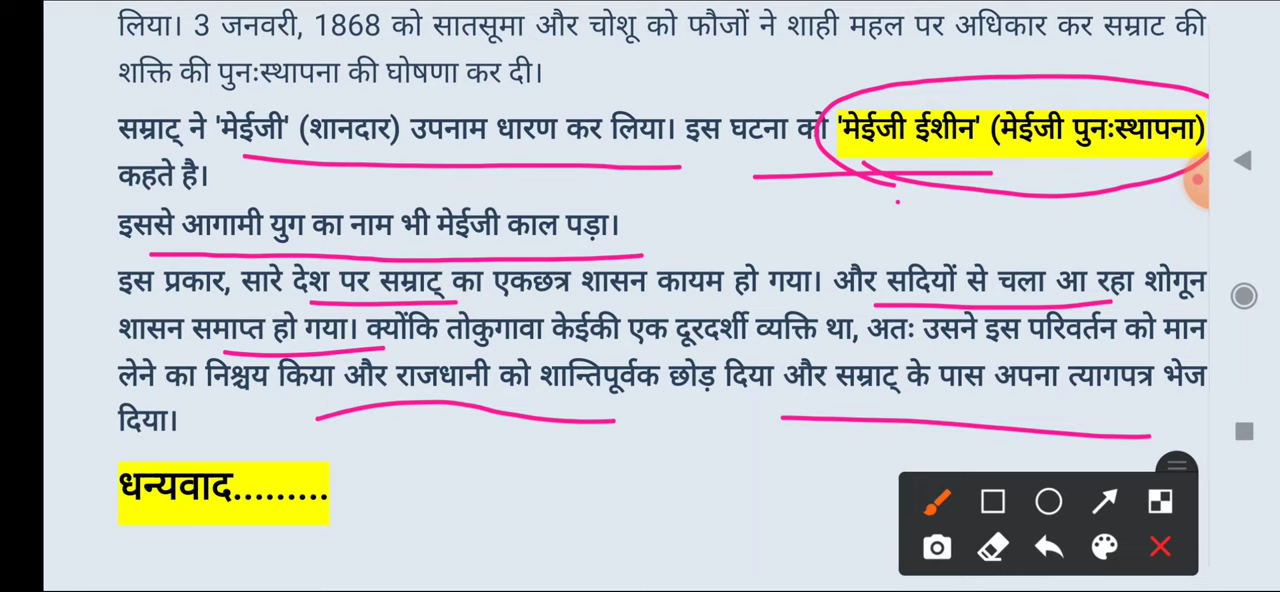 लिया। 3 जनवरी, 1868 को सातसूमा और चोशू को फौजों ने शाही महल पर अधिकार कर सम्राट की
शक्ति की पुनःस्थापना की घोषणा कर दी।
सम्राट् ने 'मेईजी' (शानदार) उपनाम धारण कर लिया। इस घटना को 'मेईजी ईशीन' (मेईजी पुनःस्थापना)
कहते है।
इससे आगामी युग का नाम भी मेईजी काल पड़ा।
इस प्रकार, सारे देश पर सम्राट् का एकछत्र शासन कायम हो गया। और सदियों से चला आ रहा शोगून
शासन समाप्त हो गया। क्योंकि तोकुगावा केईकी एक दूरदर्शी व्यक्ति था, अतः उसने इस परिवर्तन को मान
लेने का निश्चय किया और राजधानी को शान्तिपूर्वक छोड़ दिया और सम्राट् के पास अपना त्यागपत्र भेज
दिया।
धन्यवाद.........